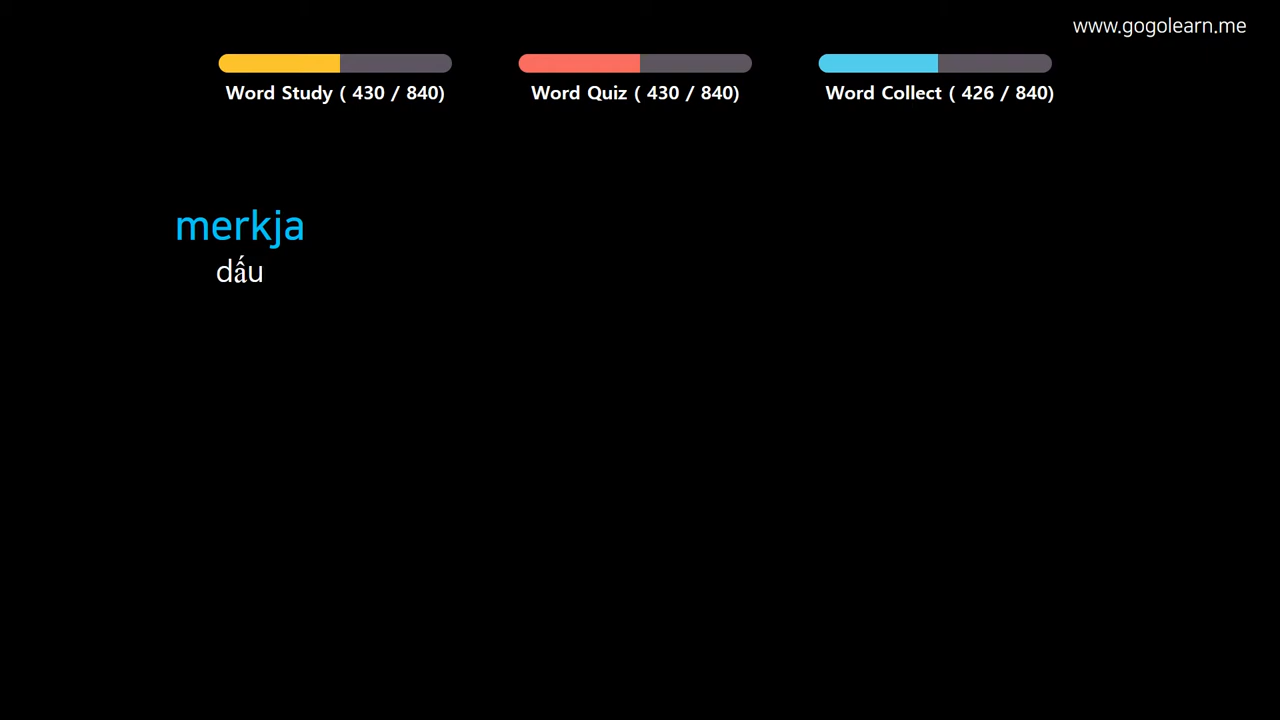 www.gogolearn.me
Word Study ( 430 / 840)
Word Quiz ( 430 / 840)
Word Collect ( 426 / 840)
merkja
dấu